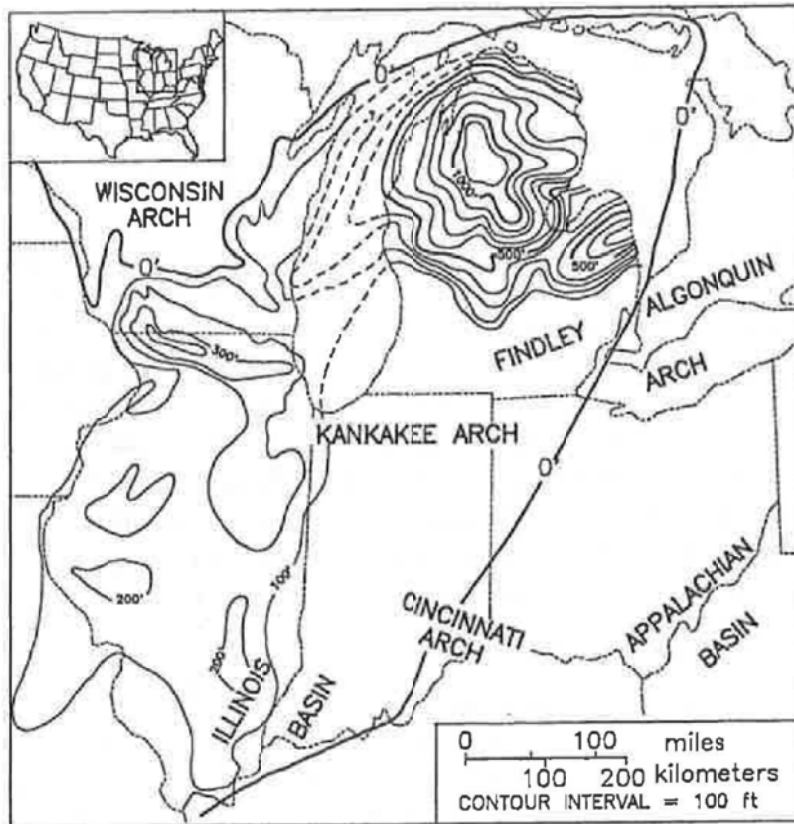 0'
0'
WISCONSIN
ARCH
500'
500'
0'
ALGONQUIN
300'
FINDLEY
ARCH
KANKAKEE ARCH
0'
200'
100'
CINCINNATI
ARCH
APPALACHIAN
BASIN
200'
ILLINOIS
BASIN
0 100 miles
100 200 kilometers
CONTOUR INTERVAL = 100 ft